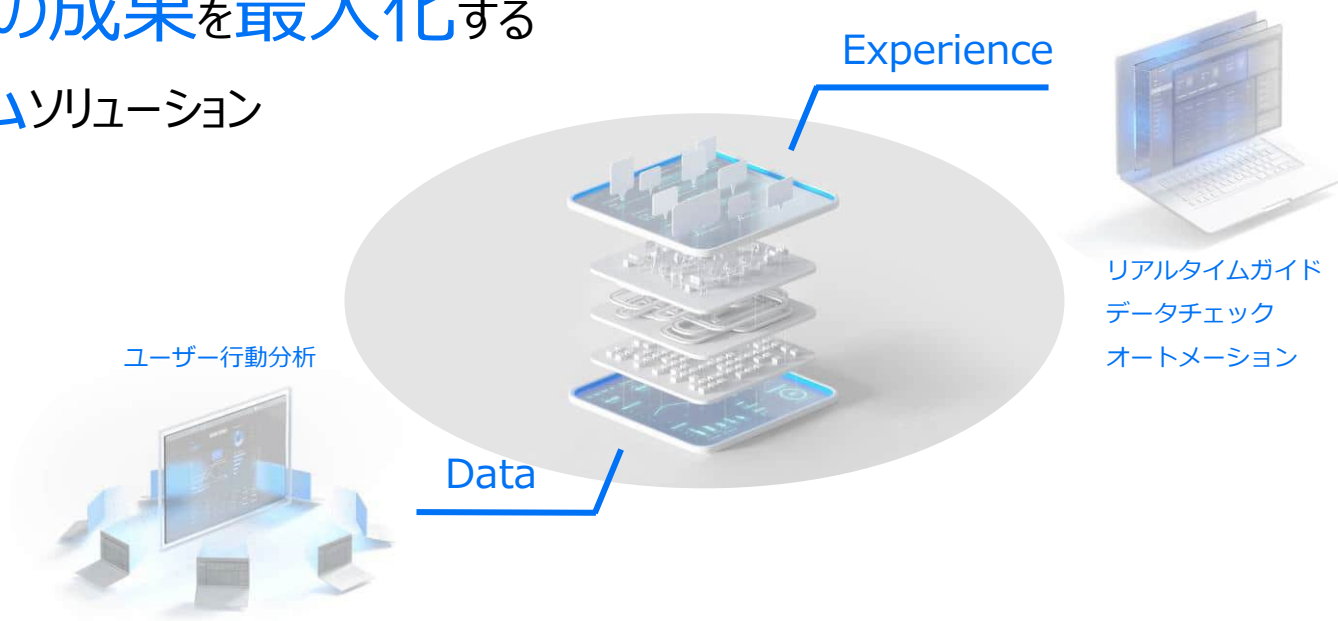 の成果を最大化する
ムソリューション
Experience
リアルタイムガイド
データチェック
オートメーション
ユーザー行動分析
Data